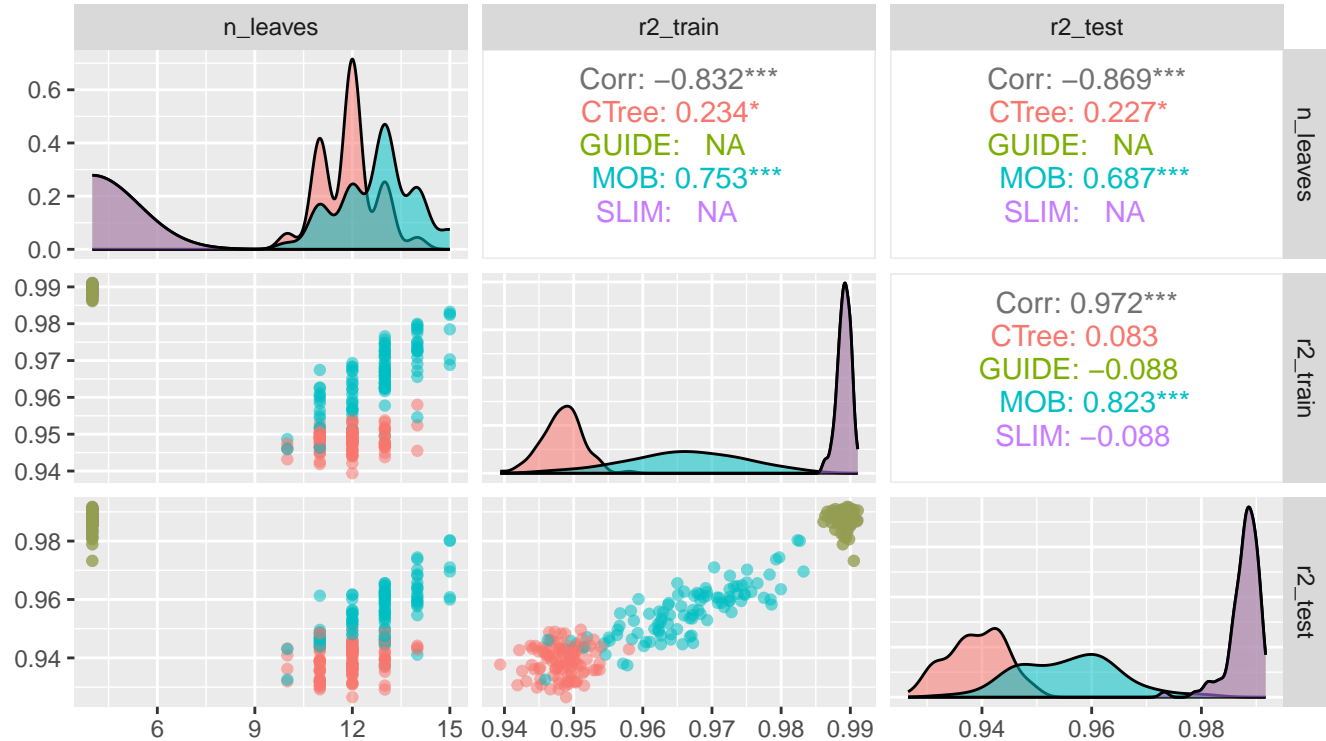 n_leaves r2_train r2_test
0.6
0.4
0.2
0.0
Corr: −0.832***
CTree: 0.234*
GUIDE: NA
MOB: 0.753***
SLIM: NA
Corr: −0.869***
CTree: 0.227*
GUIDE: NA
MOB: 0.687***
SLIM: NA
n_leaves
0.99
0.98
0.97
0.96
0.95
0.94
Corr: 0.972***
CTree: 0.083
GUIDE: −0.088
MOB: 0.823***
SLIM: −0.088
r2_train
0.98
0.96
0.94
r2_test
6 9 12 15
0.94 0.95 0.96 0.97 0.98 0.99
0.94 0.96 0.98